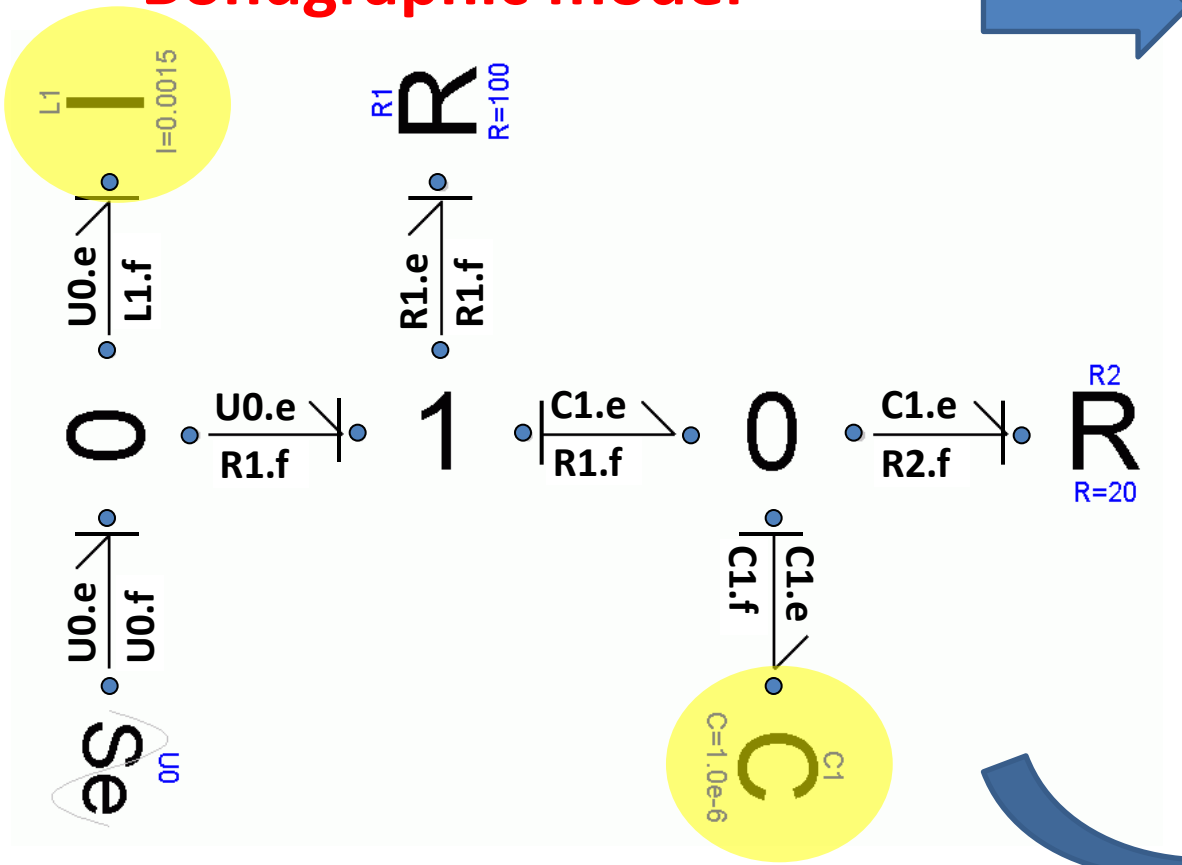 Bondgraphic model
L1
I
I=0.0015
R1
R
R=100
U0.e
L1.f
R1.e
R1.f
0
U0.e
R1.f
1
C1.e
R1.f
0
C1.e
R2.f
R2
R
R=20
U0.e
U0.f
C1.f
C1.e
Se
U0
C=1.0e-6
C
C1